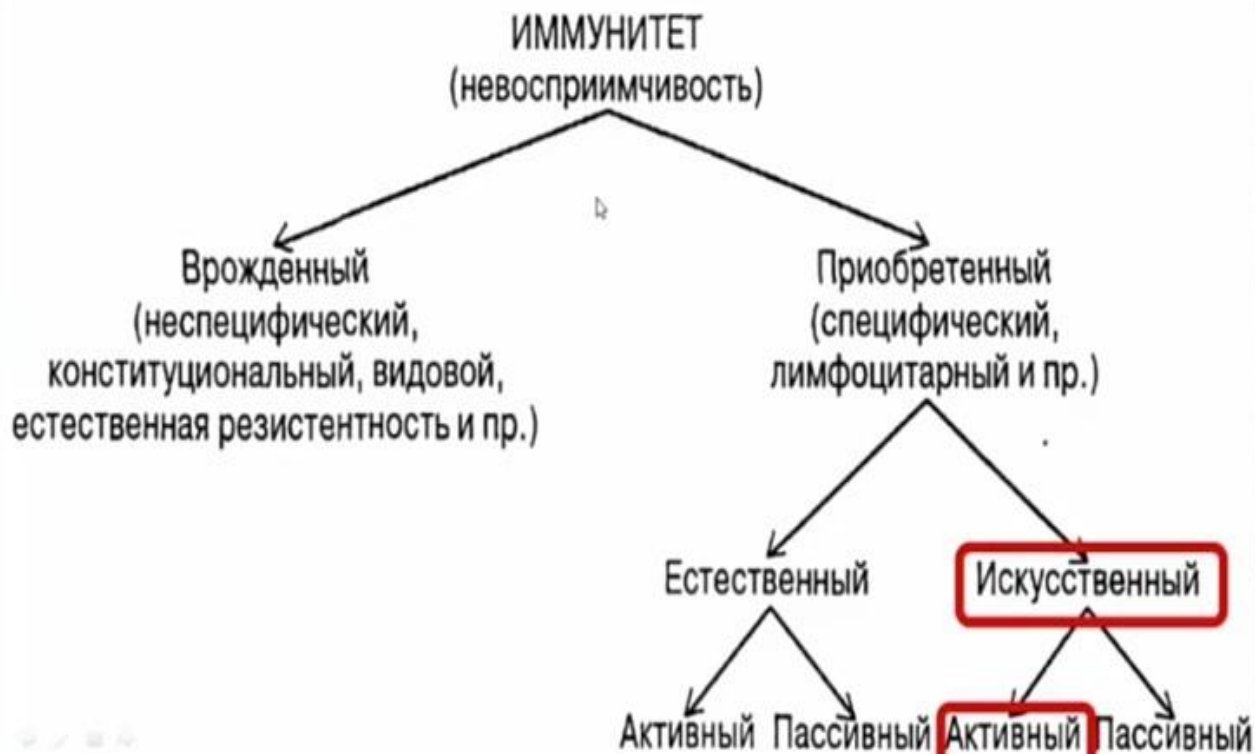 ИММУНИТЕТ
(невосприимчивость)
Врожденный
(неспецифический,
конституциональный, видовой,
естественная резистентность и пр.)
Приобретенный
(специфический,
лимфоцитарный и пр.)
Естественный
Искусственный
Активный Пассивный Активный Пассивный